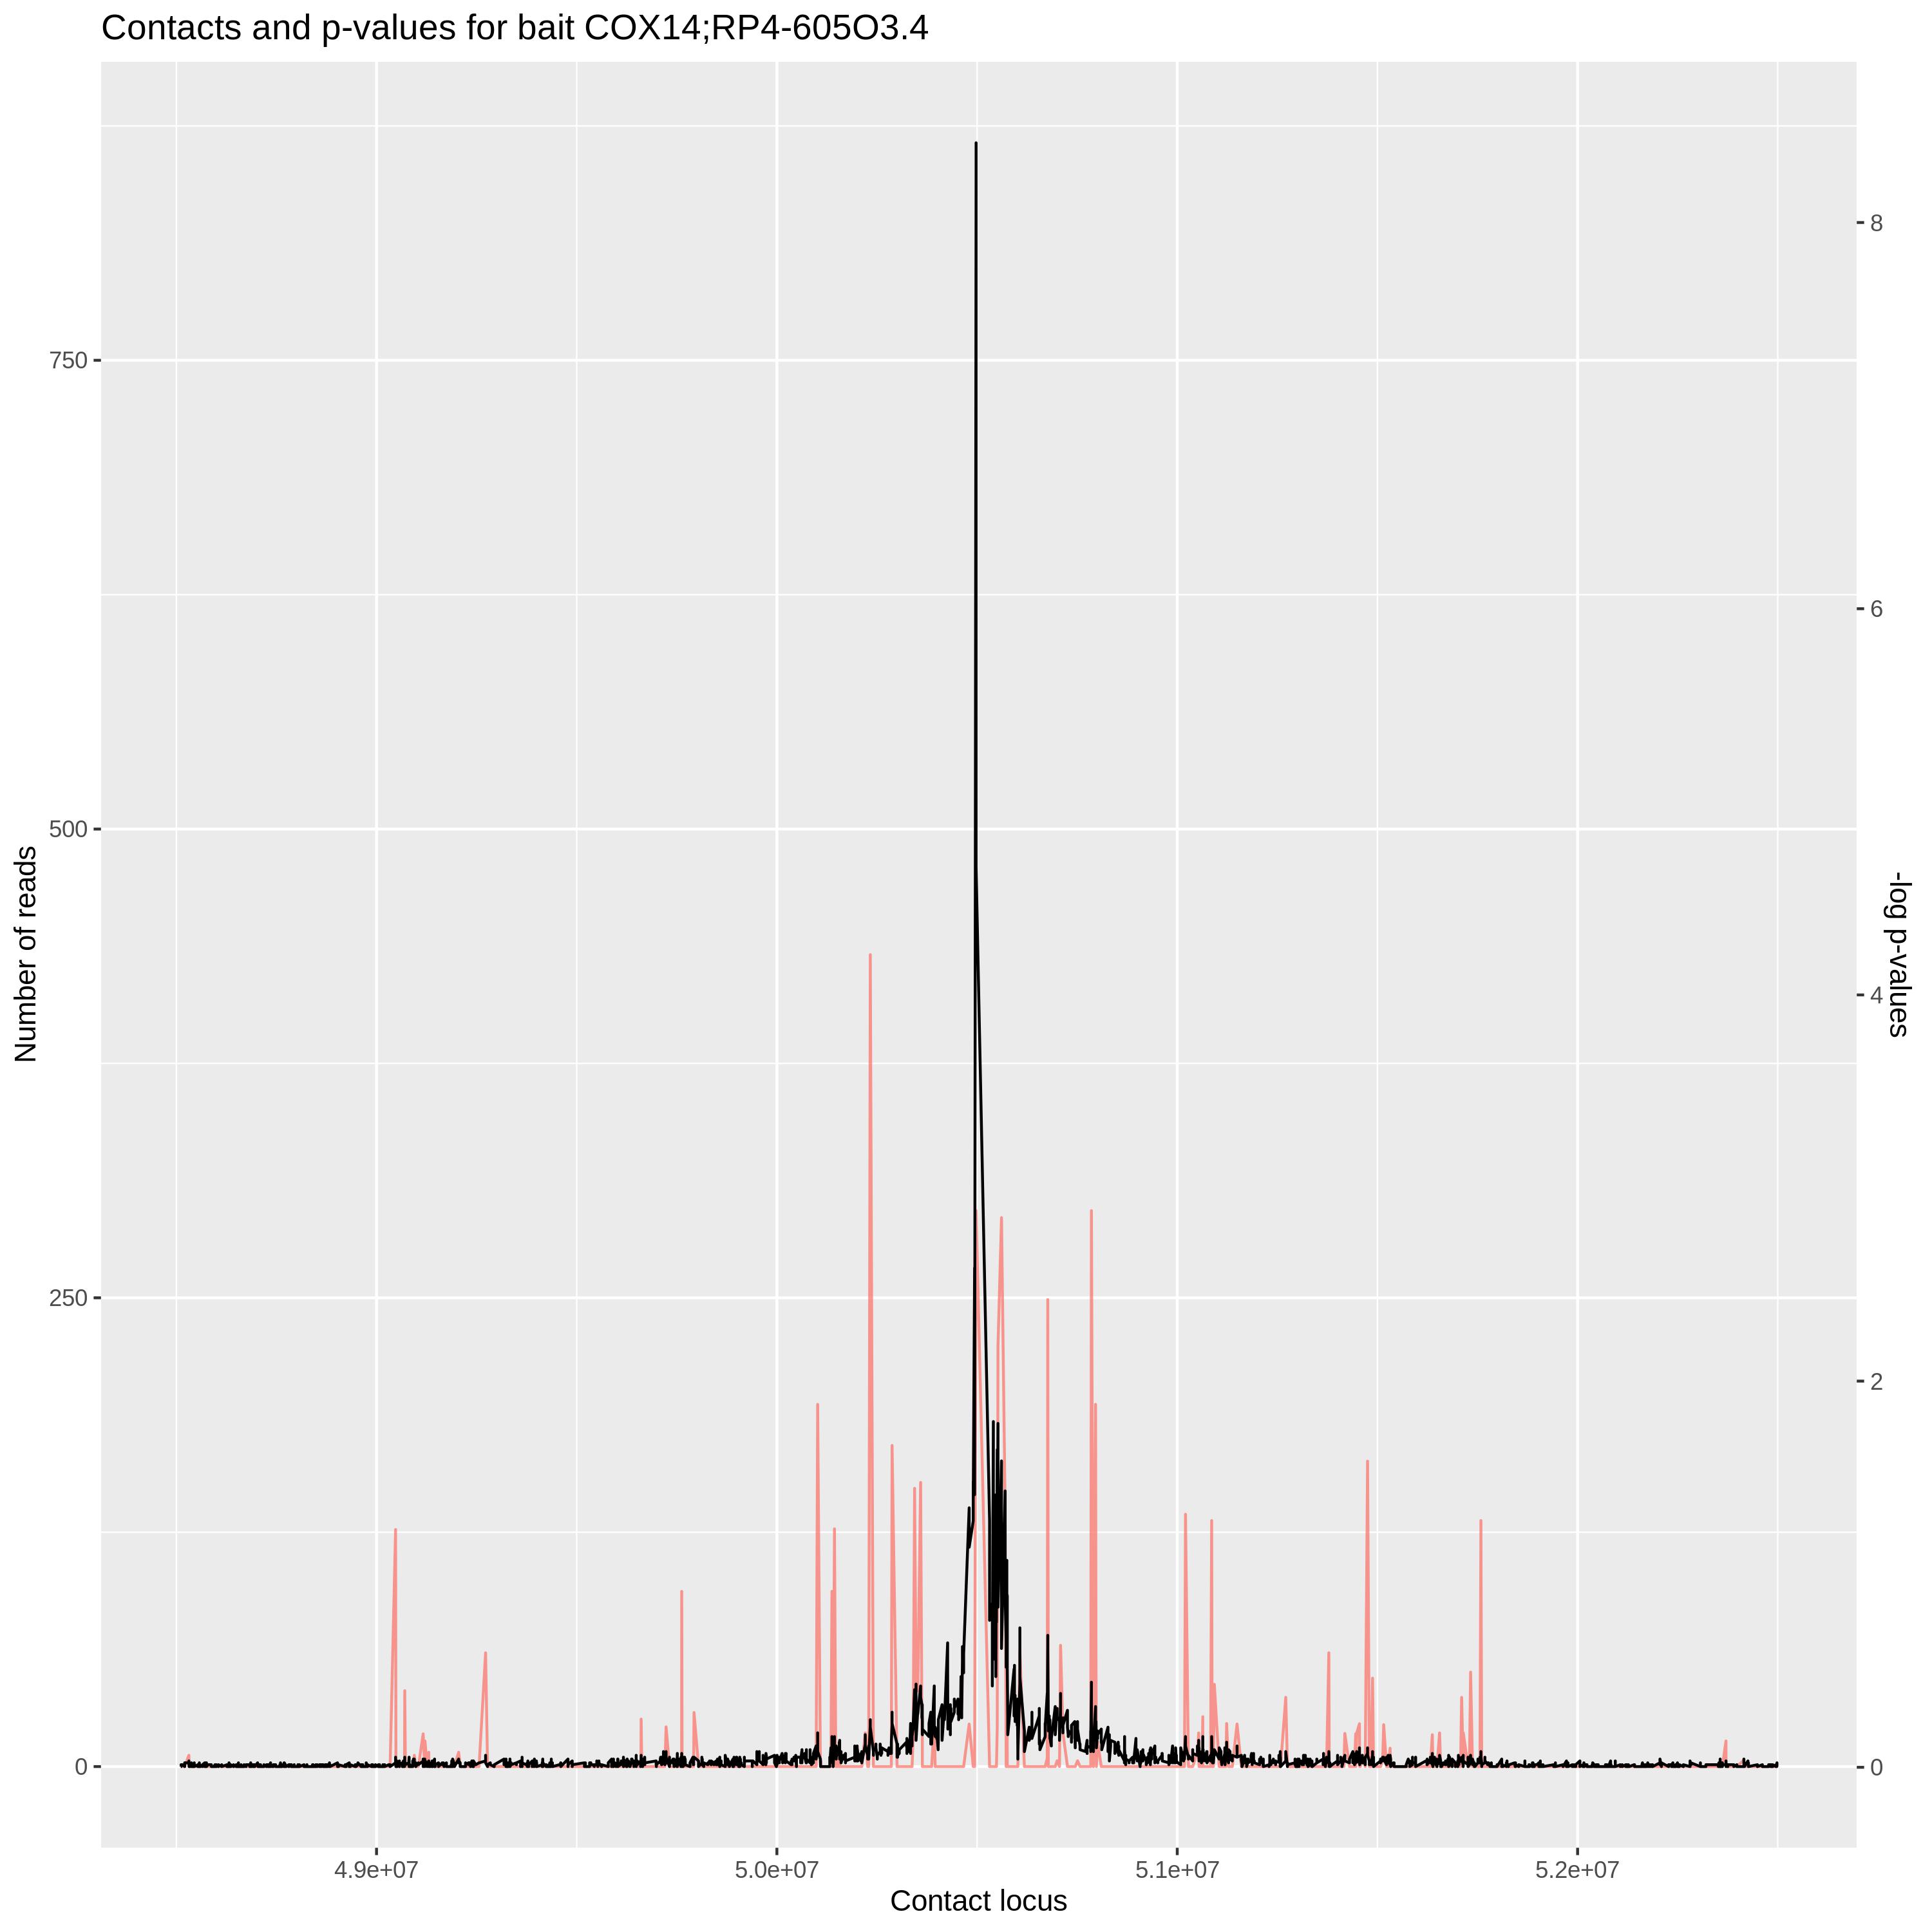 Contacts and p-values for bait COX14;RP4-605O3.4
750
500
250
0
Number of reads
8
6
4
2
0
-log p-values
4.9e+07
5.0e+07
5.1e+07
5.2e+07
Contact locus